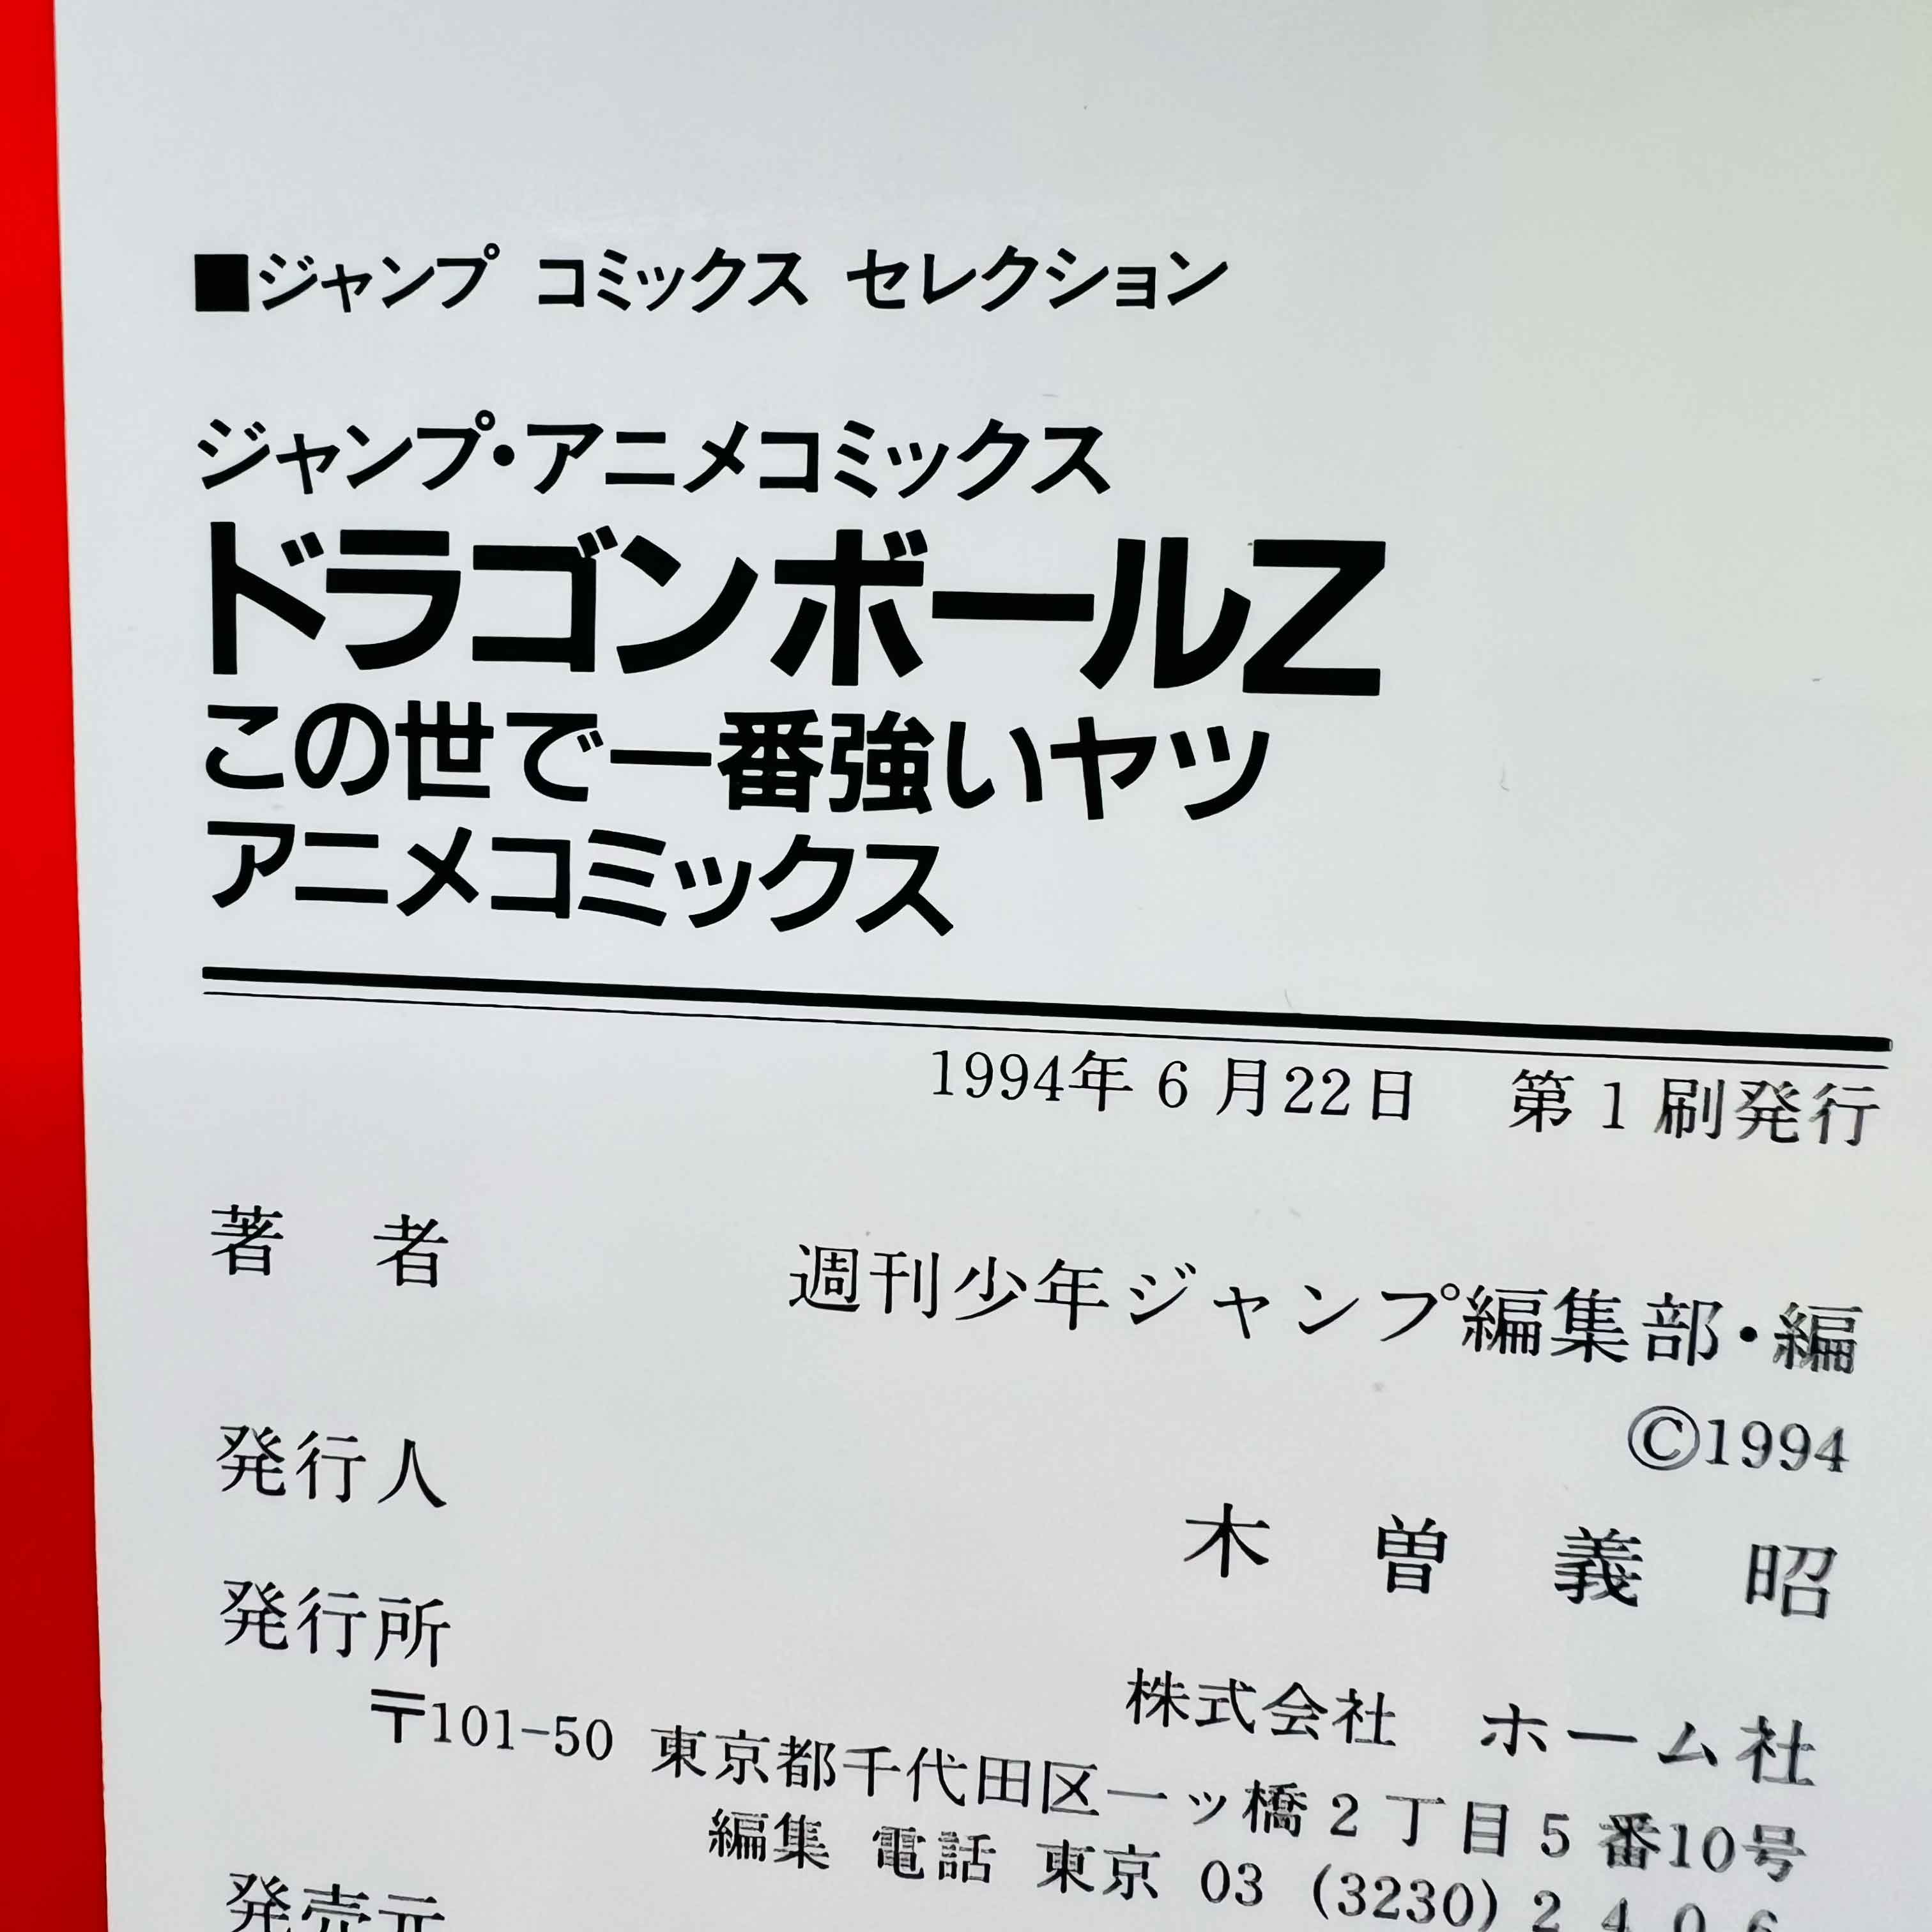 ■ジャンプ コミックス セレクション
ジャンプ・アニメコミックス
ドラゴンボールZ
この世で一番強いヤツ
アニメコミックス
1994年6月22日 第1刷発行
著者 週刊少年ジャンプ編集部・編
©1994
発行人 木曽義昭
発行所 株式会社 ホーム社
〒101-50 東京都千代田区一ッ橋2丁目5番10号
編集 電話 東京 03 (3230) 2406
発売元